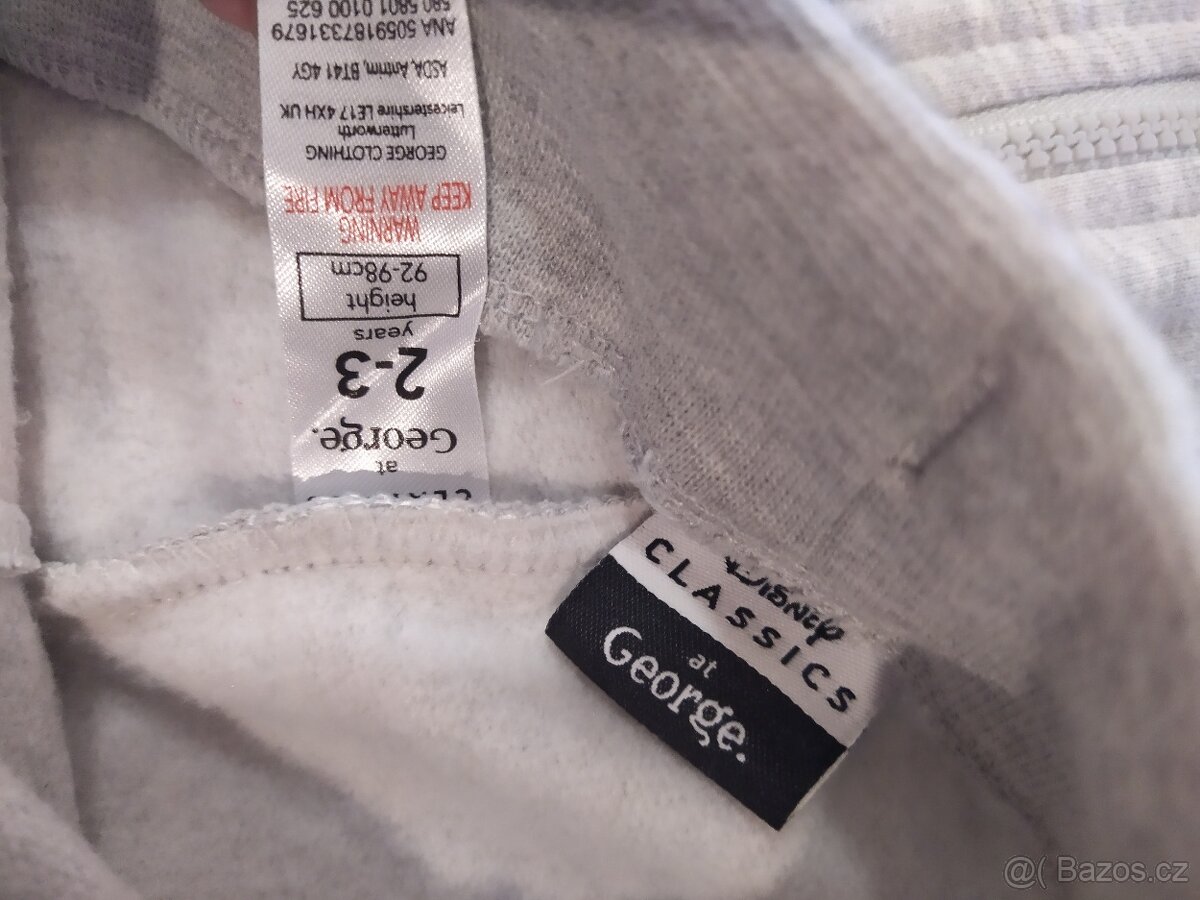 CLASSICS
at
George.
2-3
years
height
92-98cm
WARNING
KEEP AWAY FROM FIRE
GEORGE CLOTHING
Lutterworth
Leicestershire LE17 4XH UK
ASDA, Antrim, BT41 4GY
ANA 5059187331679
580 5801 0100 625
Disney
CLASSICS
at
George.
@( Bazos.cz